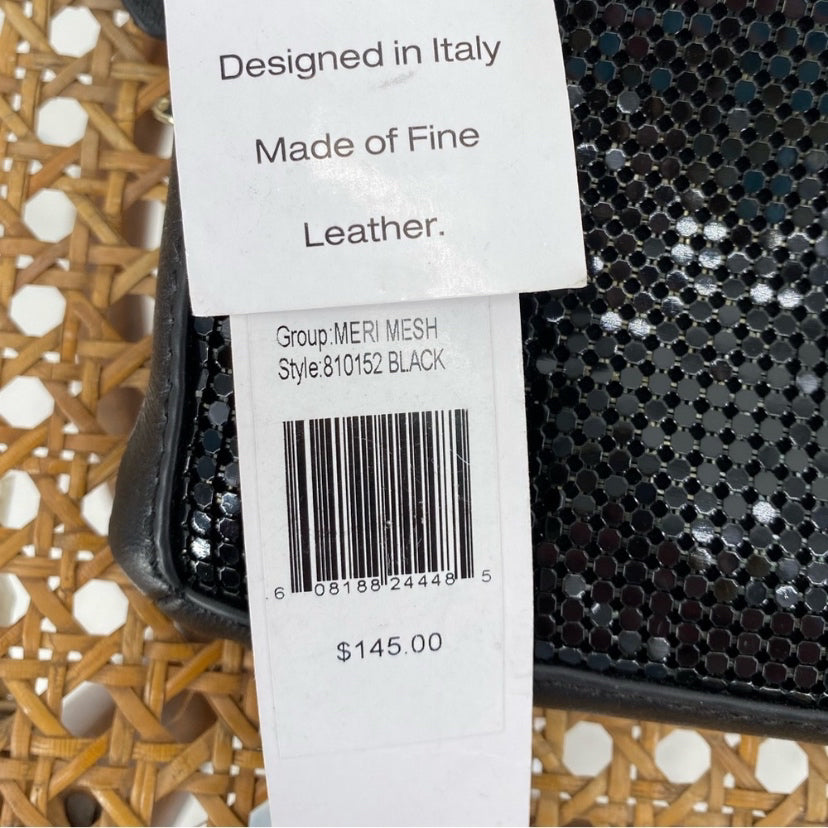 Designed in Italy
Made of Fine
Leather.
Group:MERI MESH
Style:810152 BLACK
6 08188 24448 5
$145.00